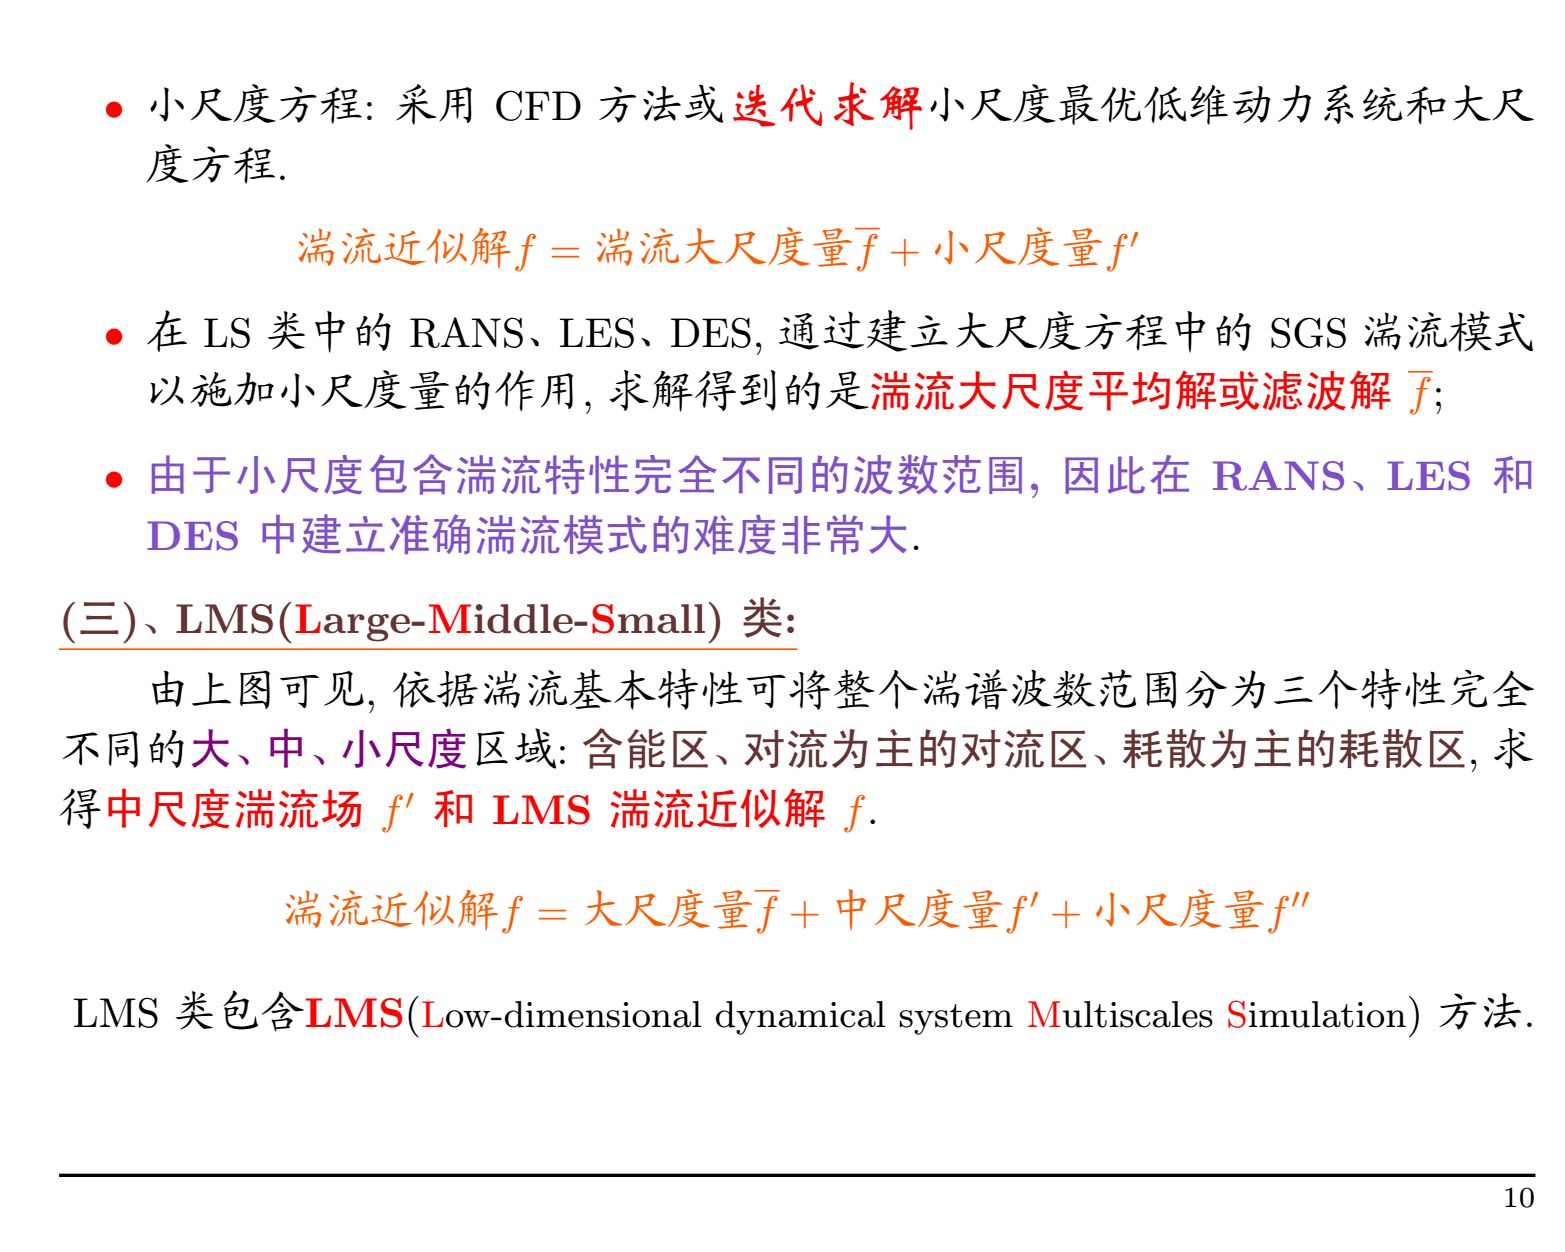 • 小尺度方程: 采用 CFD 方法或迭代求解小尺度最优低维动力系统和大尺
度方程.
湍流近似解f = 湍流大尺度量f̅ + 小尺度量f′
• 在 LS 类中的 RANS、LES、DES, 通过建立大尺度方程中的 SGS 湍流模式
以施加小尺度量的作用, 求解得到的是湍流大尺度平均解或滤波解 f̅;
• 由于小尺度包含湍流特性完全不同的波数范围, 因此在 RANS、LES 和
DES 中建立准确湍流模式的难度非常大.
(三)、LMS(Large-Middle-Small) 类:
由上图可见, 依据湍流基本特性可将整个湍谱波数范围分为三个特性完全
不同的大、中、小尺度区域: 含能区、对流为主的对流区、耗散为主的耗散区, 求
得中尺度湍流场 f′ 和 LMS 湍流近似解 f.
湍流近似解f = 大尺度量f̅ + 中尺度量f′ + 小尺度量f″
LMS 类包含LMS(Low-dimensional dynamical system Multiscales Simulation) 方法.
10